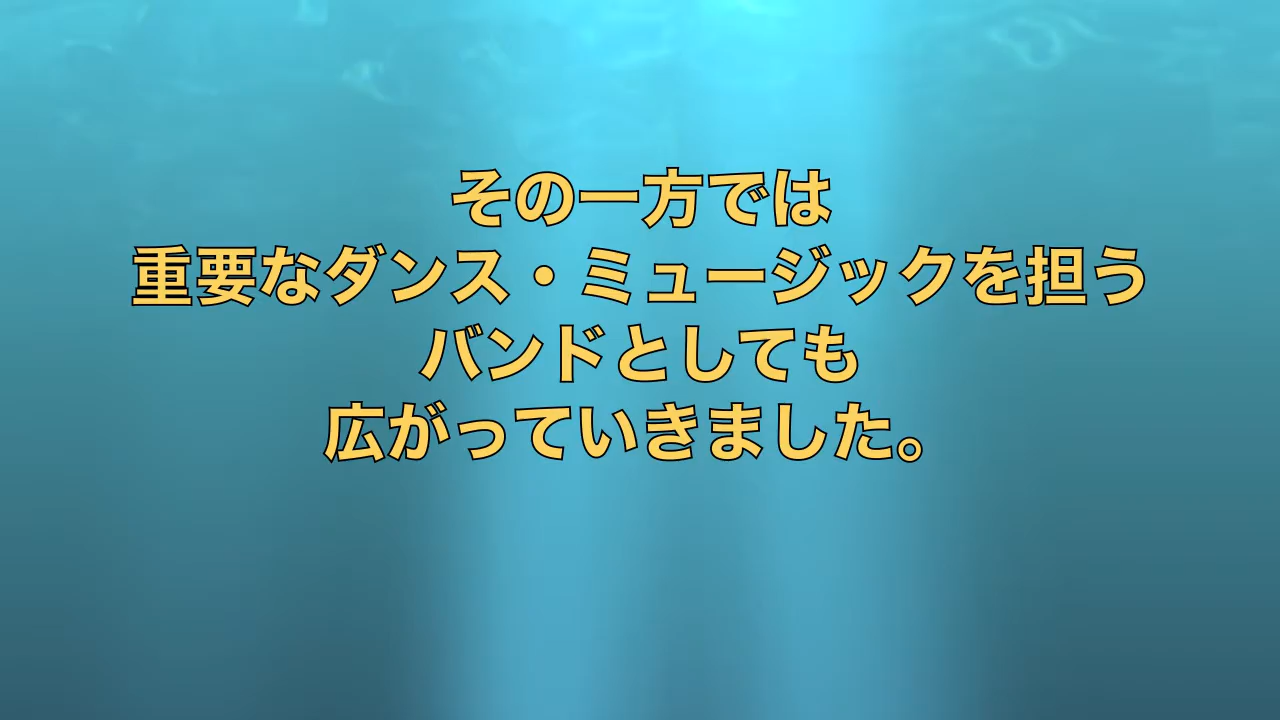 その一方では
重要なダンス・ミュージックを担う
バンドとしても
広がっていきました。